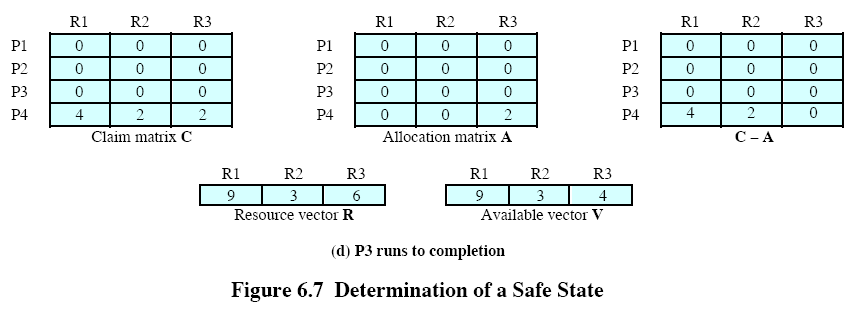 R1 R2 R3 R1 R2 R3 R1 R2 R3
P1 0 0 0 P1 0 0 0 P1 0 0 0
P2 0 0 0 P2 0 0 0 P2 0 0 0
P3 0 0 0 P3 0 0 0 P3 0 0 0
P4 4 2 2 P4 0 0 2 P4 4 2 0
Claim matrix C Allocation matrix A C – A
R1 R2 R3 R1 R2 R3
9 3 6 9 3 4
Resource vector R Available vector V
(d) P3 runs to completion
Figure 6.7 Determination of a Safe State